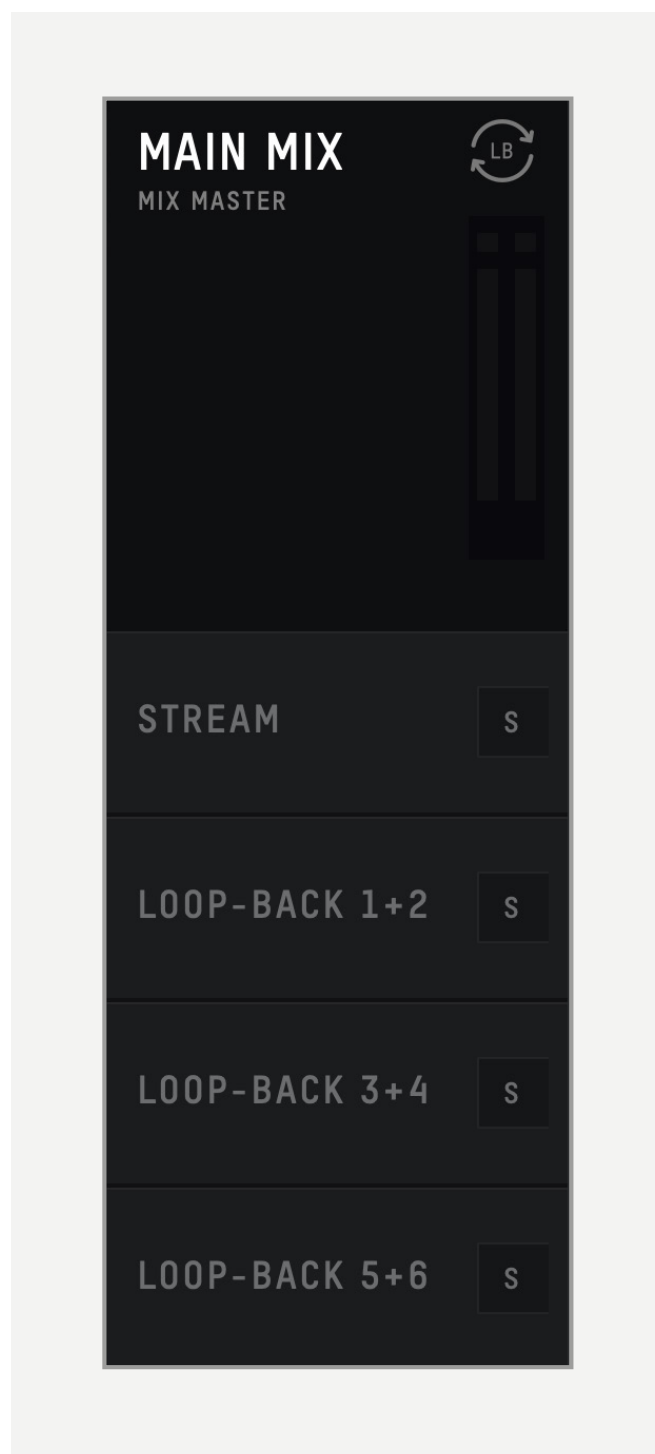 MAIN MIX
LB
MIX MASTER
STREAM S
LOOP-BACK 1+2 S
LOOP-BACK 3+4 S
LOOP-BACK 5+6 S